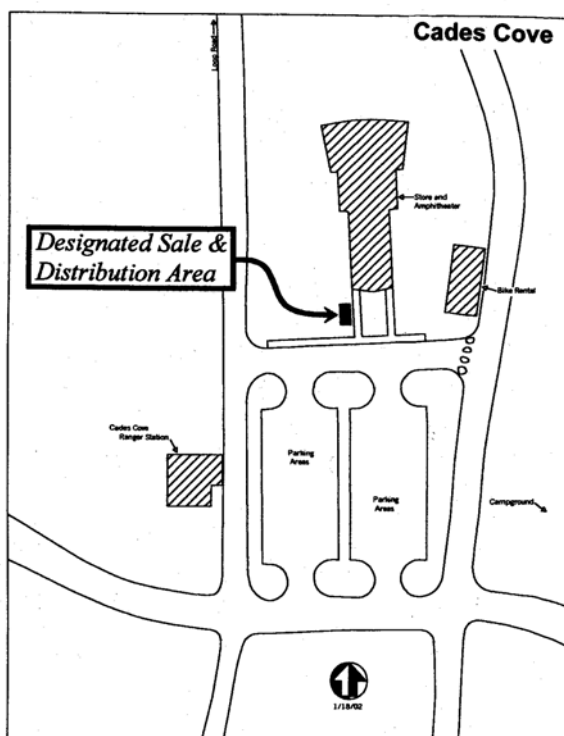 Cades Cove
Loop Road
Store and
Amphitheater
Designated Sale &
Distribution Area
Bike Rental
Cades Cove
Ranger Station
Parking
Areas
Parking
Areas
Campground
1/18/02